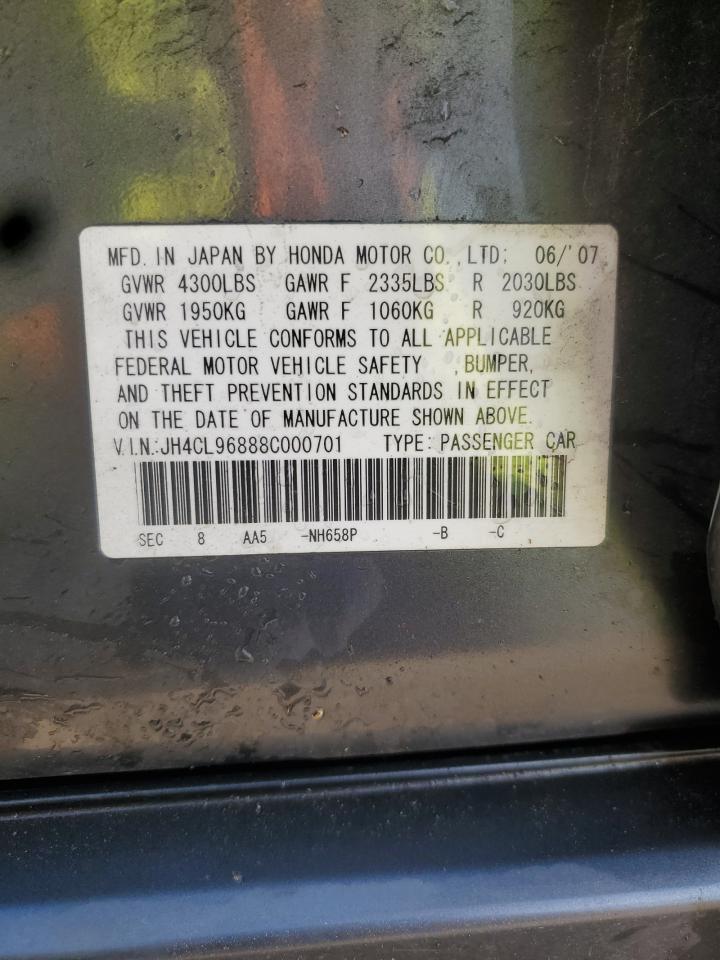 MFD. IN JAPAN BY HONDA MOTOR CO.,LTD: 06/'07
GVWR 4300LBS GAWR F 2335LBS R 2030LBS
GVWR 1950KG GAWR F 1060KG R 920KG
THIS VEHICLE CONFORMS TO ALL APPLICABLE
FEDERAL MOTOR VEHICLE SAFETY ,BUMPER,
AND THEFT PREVENTION STANDARDS IN EFFECT
ON THE DATE OF MANUFACTURE SHOWN ABOVE.
V.I.N.:JH4CL96888C000701 TYPE: PASSENGER CAR
SEC 8 AA5 -NH658P -B -C